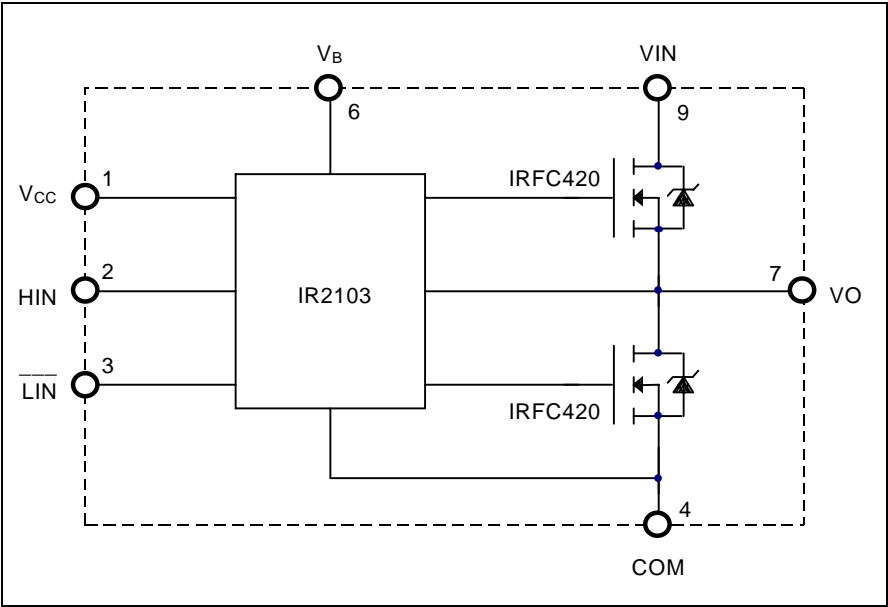 VB
VIN
6
9
1
VCC
IRFC420
2
HIN
IR2103
7
VO
3
LIN
IRFC420
4
COM